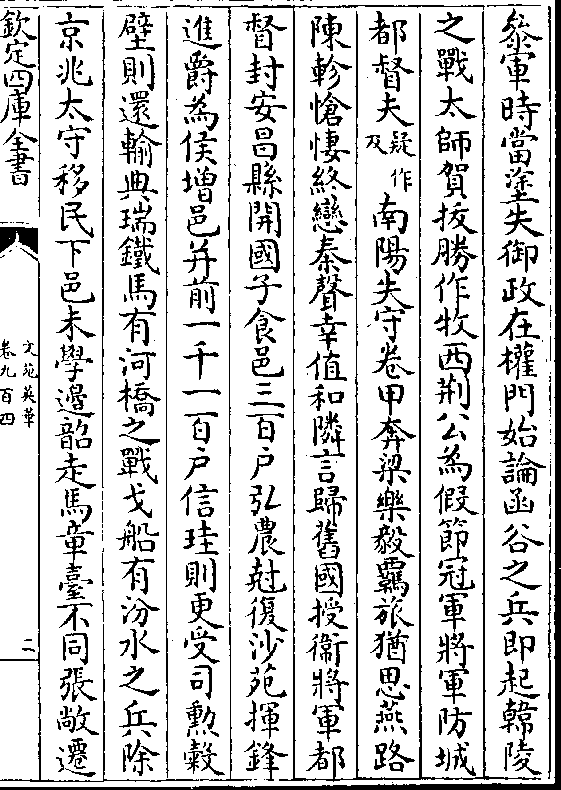 叅軍時當塗失御政在權門始論函谷之兵即起韓陵
之戰太師賀拔勝作牧西荆公為假節冠軍將軍防城
都督夫疑作及南陽失守卷甲奔梁樂毅覊旅猶思燕路
陳軫愴悽終戀秦聲幸值和隣言歸舊國授衛將軍都
督封安昌縣開國子食邑三百户弘農尅復沙苑揮鋒
進爵為侯增邑并前一千一百户信珪則更受司勲穀
壁則還輸典瑞鐵馬有河橋之戰戈船有汾水之兵除
京兆太守移民下邑未學邉韶走馬章臺不同張敞遷
欽定四庫全書
文苑英華
卷九百四
二